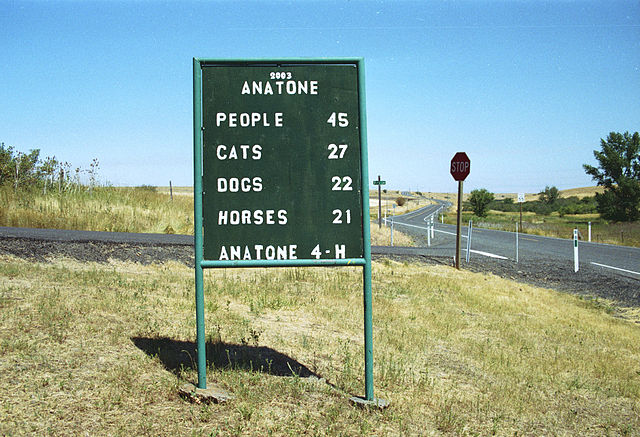 2003
ANATONE
PEOPLE 45
CATS 27
DOGS 22
HORSES 21
ANATONE 4-H
STOP